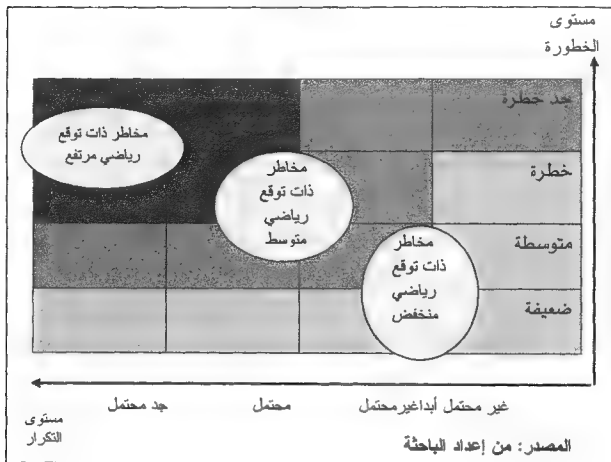 مستوى
الخطورة
جد خطرة
مخاطر ذات توقع
رياضي مرتفع
خطرة
مخاطر
ذات توقع
رياضي
متوسط
متوسطة
مخاطر
ذات توقع
رياضي
منخفض
ضعيفة
غير محتمل أبدا
غير محتمل
محتمل
جد محتمل
مستوى
التكرار
المصدر: من إعداد الباحثة